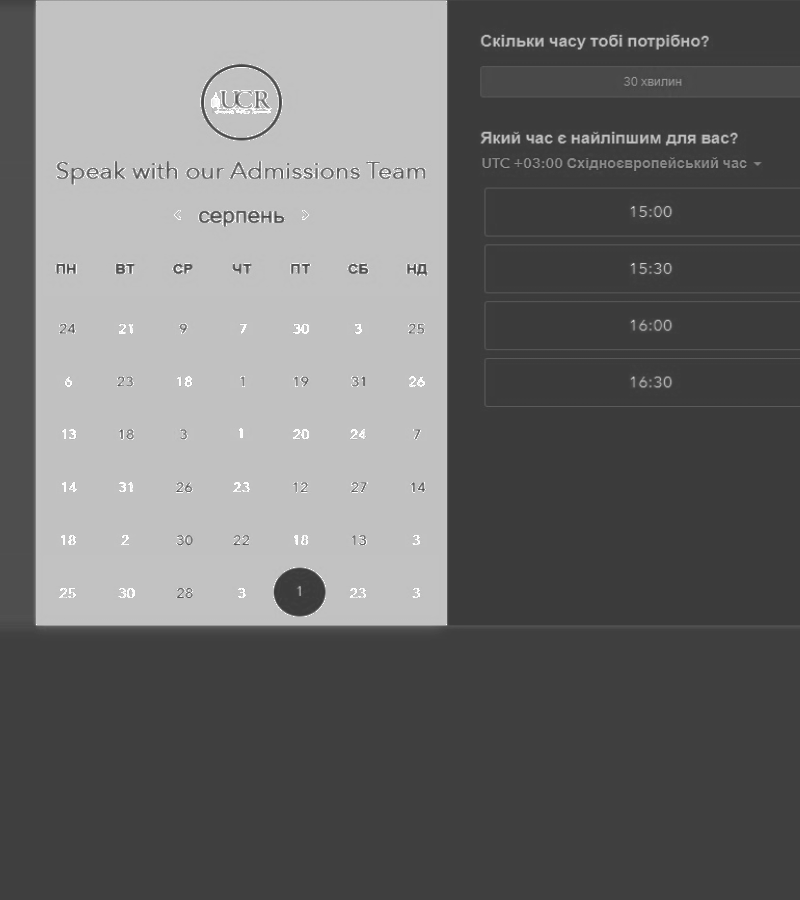 UCR
Speak with our Admissions Team
серпень
ПН ВТ СР ЧТ ПТ СБ НД
24 21 9 7 30 3 25
6 23 18 1 19 31 26
13 18 3 1 20 24 7
14 31 26 23 12 27 14
18 2 30 22 18 13 3
25 30 28 3 1 23 3
Скільки часу тобі потрібно?
30 хвилин
Який час є найліпшим для вас?
UTC +03:00 Східноєвропейський час
15:00
15:30
16:00
16:30